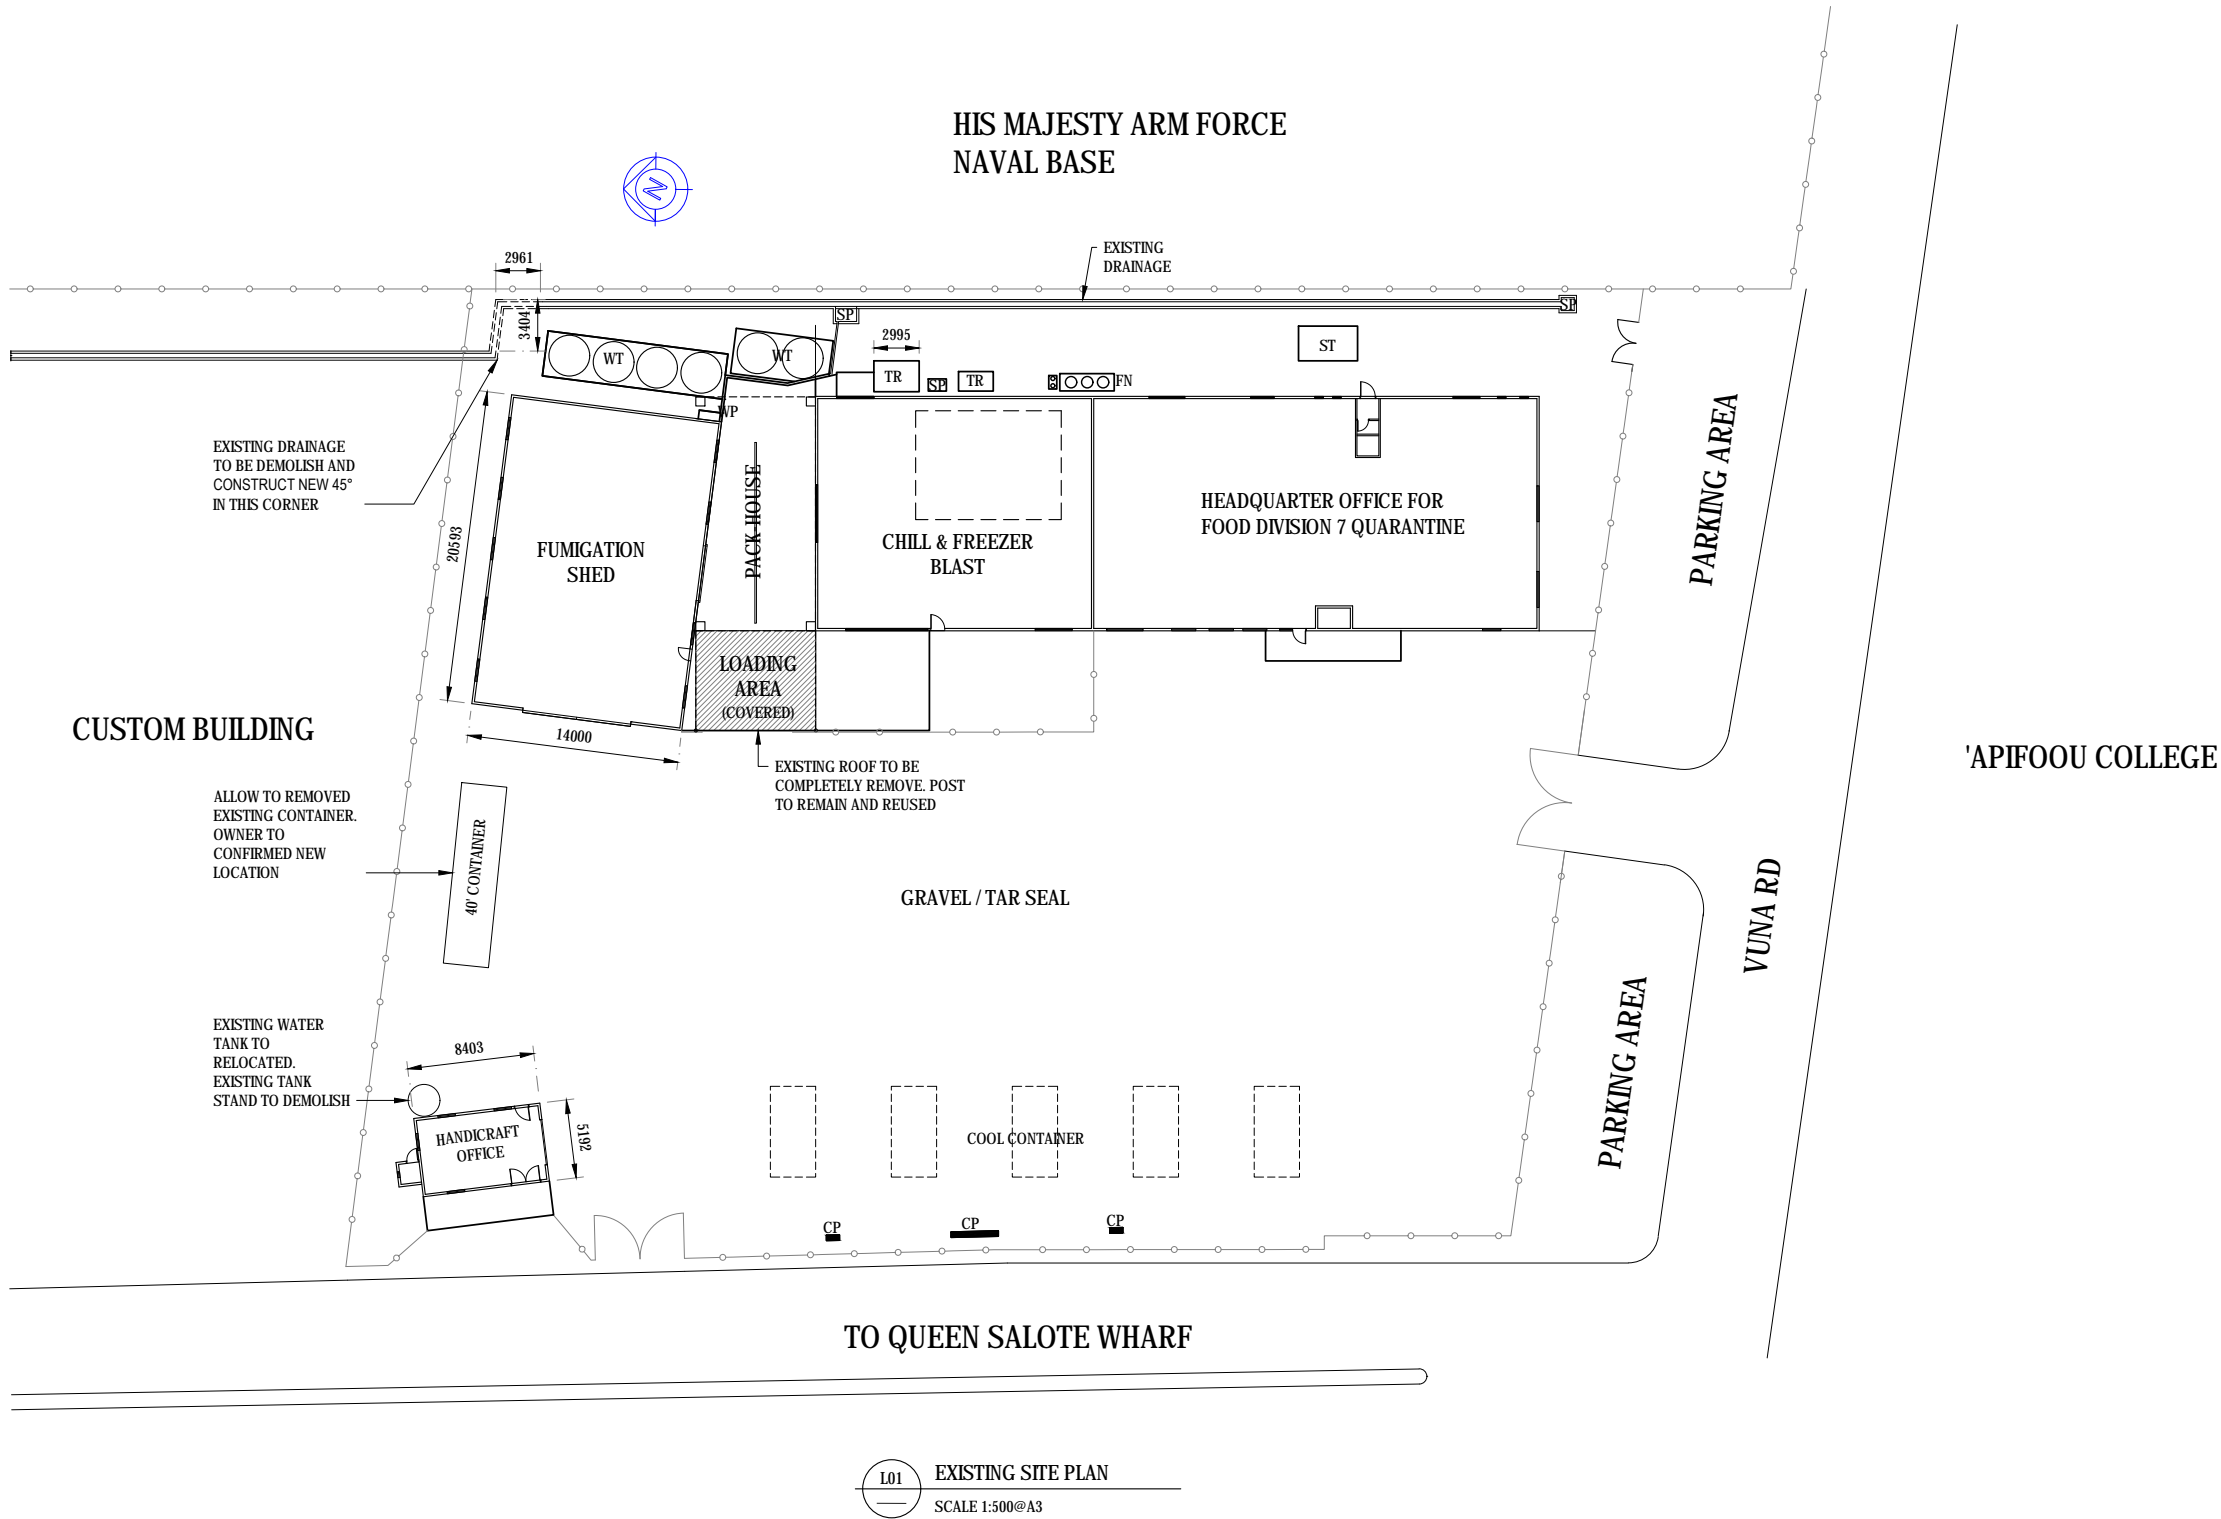 HIS MAJESTY ARM FORCE
NAVAL BASE
N
2961
EXISTING
DRAINAGE
3404
SP
SP
WT
WT
2995
TR
SP
TR
FN
ST
WP
EXISTING DRAINAGE
TO BE DEMOLISH AND
CONSTRUCT NEW 45°
IN THIS CORNER
20593
FUMIGATION
SHED
PACK HOUSE
CHILL & FREEZER
BLAST
HEADQUARTER OFFICE FOR
FOOD DIVISION 7 QUARANTINE
PARKING AREA
LOADING
AREA
(COVERED)
14000
CUSTOM BUILDING
'APIFOOU COLLEGE
EXISTING ROOF TO BE
COMPLETELY REMOVE. POST
TO REMAIN AND REUSED
ALLOW TO REMOVED
EXISTING CONTAINER.
OWNER TO
CONFIRMED NEW
LOCATION
40' CONTAINER
GRAVEL / TAR SEAL
VUNA RD
PARKING AREA
EXISTING WATER
TANK TO
RELOCATED.
EXISTING TANK
STAND TO DEMOLISH
8403
5192
HANDICRAFT
OFFICE
COOL CONTAINER
CP
CP
CP
TO QUEEN SALOTE WHARF
L01
EXISTING SITE PLAN
SCALE 1:500@A3